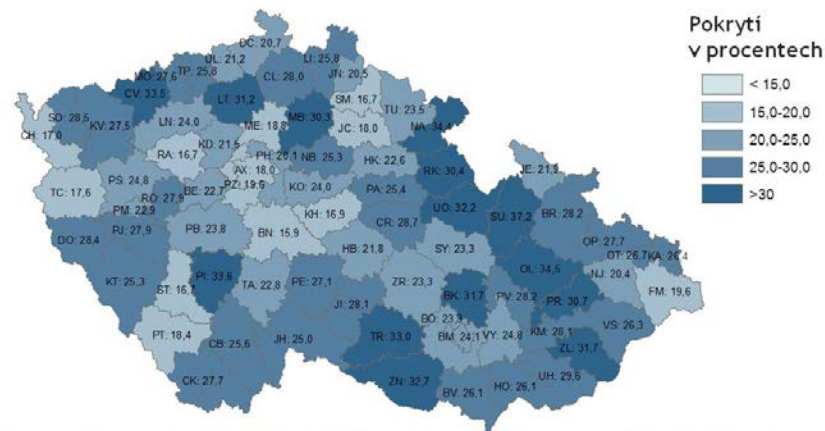 Pokrytí
v procentech
< 15,0
15,0-20,0
20,0-25,0
25,0-30,0
>30
DC: 20,7
UL: 21,2
LI: 25,8
MO: 27,6
TP: 25,8
CL: 28,0
JN: 20,5
CV: 33,5
LT: 31,2
SM: 16,7
TU: 23,5
SO: 28,5
MB: 30,3
NA: 34,4
KV: 27,5
LN: 24,0
ME: 18,8
JC: 18,0
CH: 17,0
KD: 21,5
RA: 16,7
PH: 20,1
NB: 25,3
HK: 22,6
RK: 30,4
JE: 21,9
AX: 18,0
TC: 17,6
PS: 24,8
PZ: 19,6
KO: 24,0
PA: 25,4
RO: 27,9
BE: 22,7
PM: 22,9
KH: 16,9
UO: 32,2
SU: 37,2
BR: 28,2
PJ: 27,9
PB: 23,8
CR: 28,7
DO: 28,4
BN: 15,9
OP: 27,7
HB: 21,8
SY: 23,3
OT: 26,7
KA: 26,4
KT: 25,3
PI: 33,6
OL: 34,5
NJ: 20,4
ST: 16,7
TA: 22,8
PE: 27,1
ZR: 23,3
FM: 19,6
JI: 28,1
BK: 31,7
PV: 28,2
PR: 30,7
BO: 23,3
PT: 18,4
TR: 33,0
BM: 24,1
VY: 24,8
KM: 28,1
VS: 26,3
CB: 25,6
JH: 25,0
ZL: 31,7
CK: 27,7
ZN: 32,7
BV: 26,1
HO: 26,1
UH: 29,6